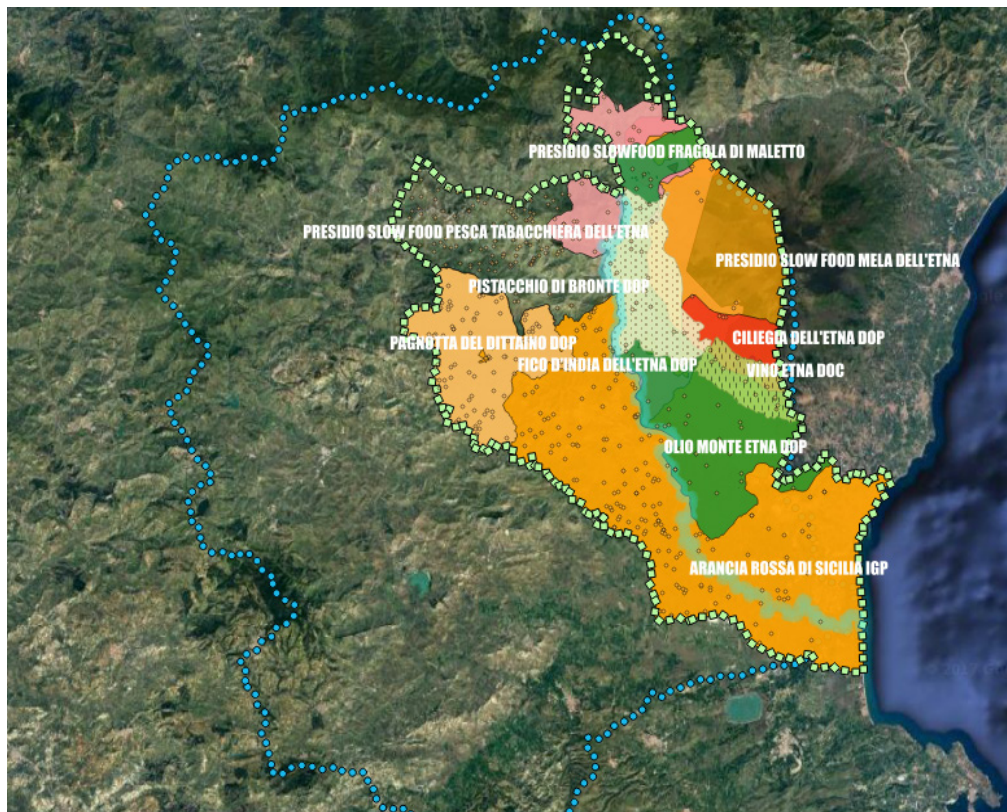 PRESIDIO SLOWFOOD FRAGOLA DI MALETTO
PRESIDIO SLOW FOOD PESCA TABACCHIERA DELL'ETNA
PRESIDIO SLOW FOOD MELA DELL'ETNA
PISTACCHIO DI BRONTE DOP
CILIEGIA DELL'ETNA DOP
PAGNOTTA DEL DITTAINO DOP
FICO D'INDIA DELL'ETNA DOP
VINO ETNA DOC
OLIO MONTE ETNA DOP
ARANCIA ROSSA DI SICILIA IGP